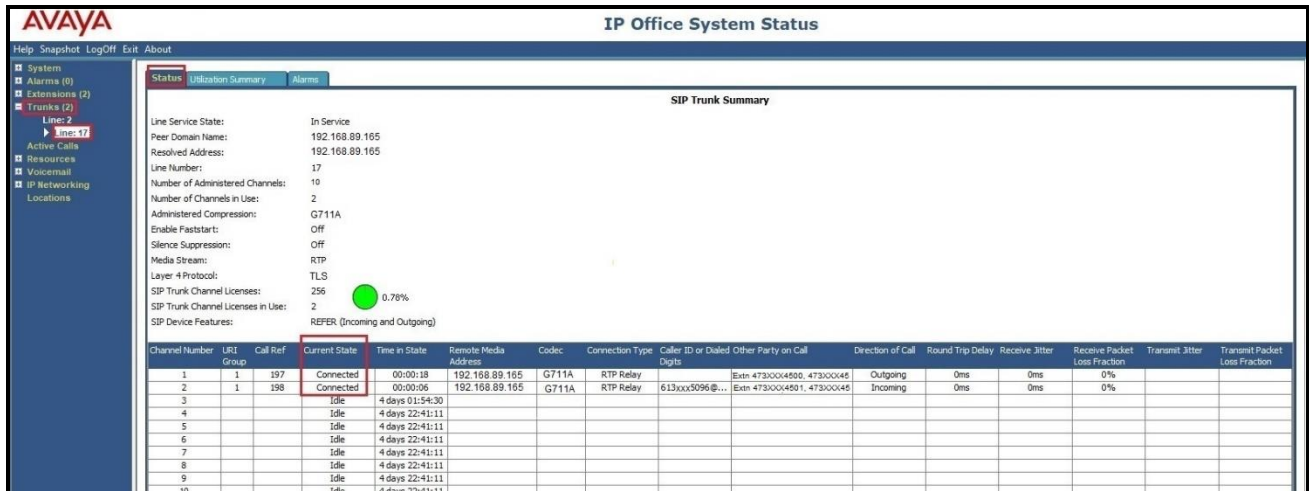 AVAYA
IP Office System Status
Help Snapshot LogOff Exit About
System
Alarms (0)
Extensions (2)
Trunks (2)
Line: 2
Line: 17
Active Calls
Resources
Voicemail
IP Networking
Locations
Status Utilization Summary Alarms
SIP Trunk Summary
Line Service State: In Service
Peer Domain Name: 192.168.89.165
Resolved Address: 192.168.89.165
Line Number: 17
Number of Administered Channels: 10
Number of Channels in Use: 2
Administered Compression: G711A
Enable Faststart: Off
Silence Suppression: Off
Media Stream: RTP
Layer 4 Protocol: TLS
SIP Trunk Channel Licenses: 256
0.78%
SIP Trunk Channel Licenses in Use: 2
SIP Device Features: REFER (Incoming and Outgoing)
Channel Number URI Group Call Ref Current State Time in State Remote Media Address Codec Connection Type Caller ID or Dialed Digits Other Party on Call Direction of Call Round Trip Delay Receive Jitter Receive Packet Loss Fraction Transmit Jitter Transmit Packet Loss Fraction
1 1 197 Connected 00:00:18 192.168.89.165 G711A RTP Relay Extn 473XXX4600, 473XXX46 Outgoing 0ms 0ms 0%
2 1 198 Connected 00:00:06 192.168.89.165 G711A RTP Relay 613xxx5096@... Extn 473XXX4601, 473XXX46 Incoming 0ms 0ms 0%
3 Idle 4 days 01:54:30
4 Idle 4 days 22:41:11
5 Idle 4 days 22:41:11
6 Idle 4 days 22:41:11
7 Idle 4 days 22:41:11
8 Idle 4 days 22:41:11
9 Idle 4 days 22:41:11
10 Idle 4 days 22:41:11